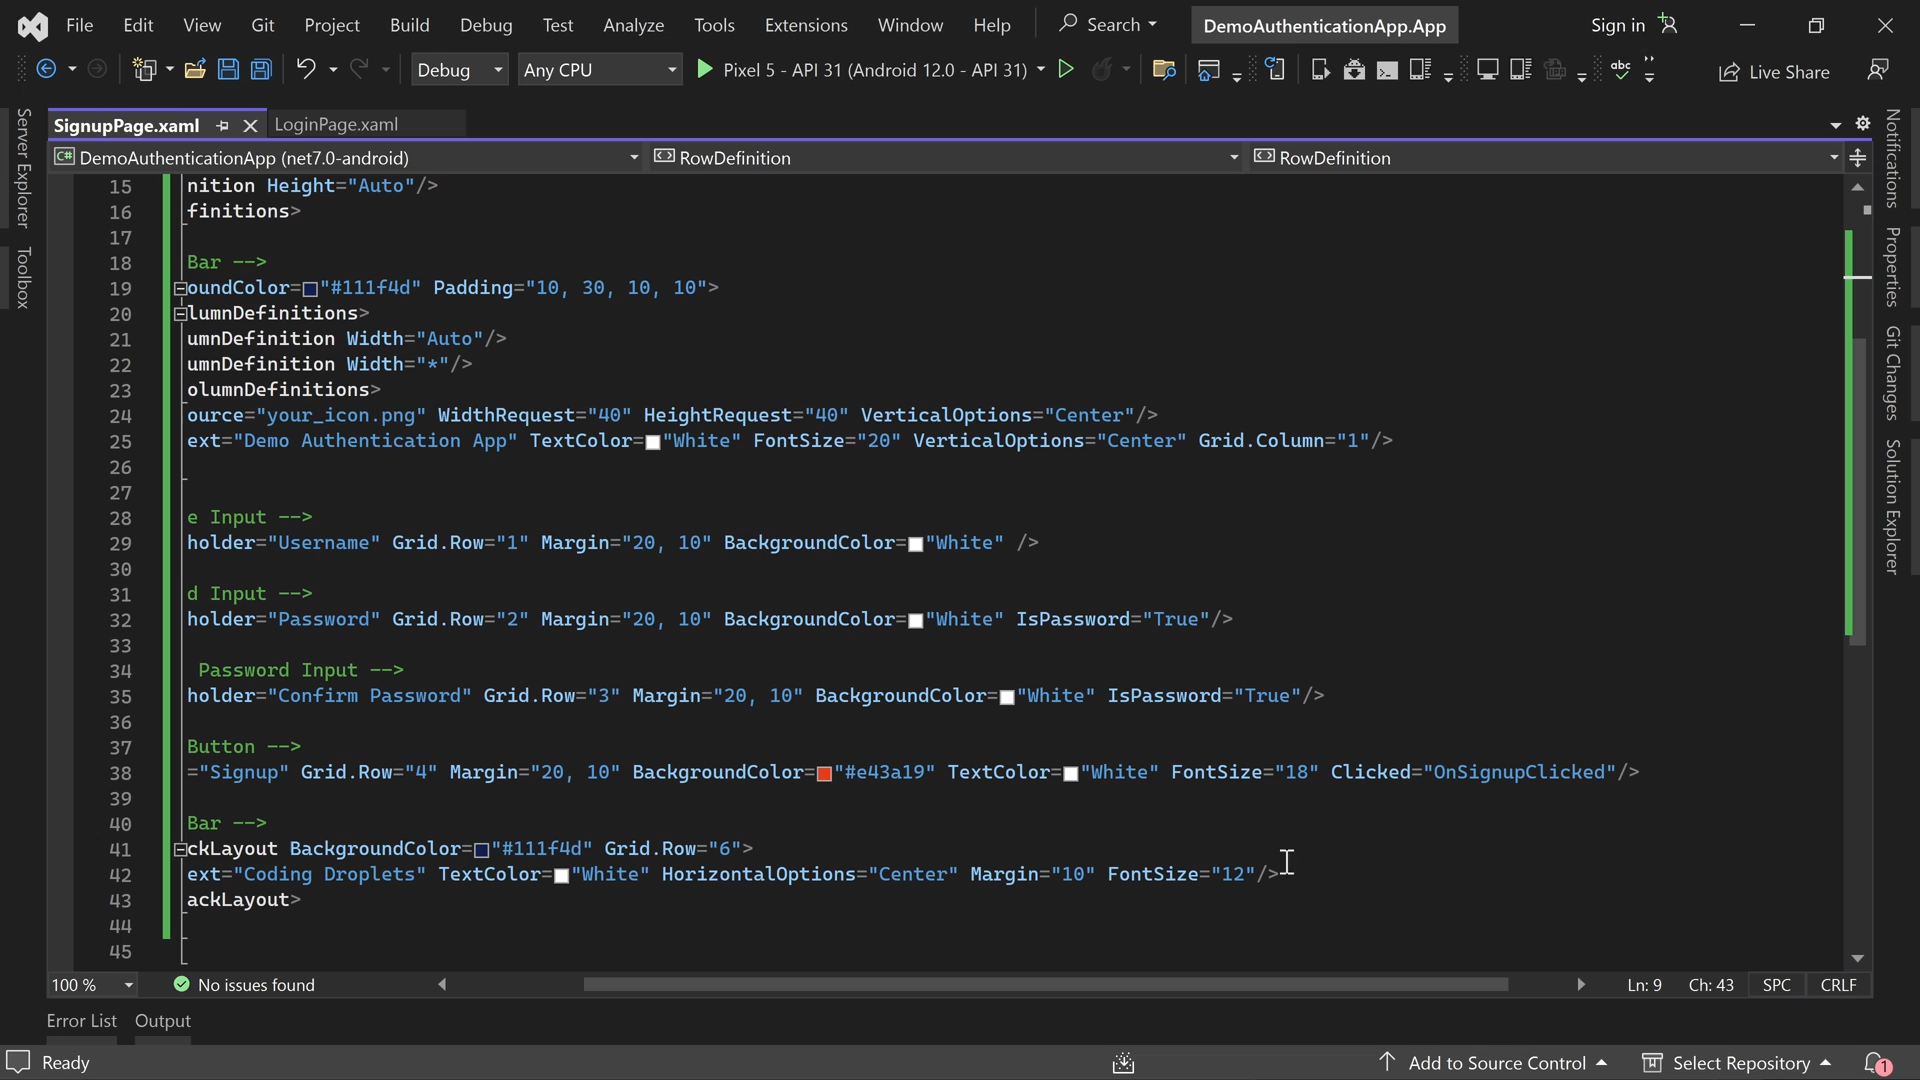 File Edit View Git Project Build Debug Test Analyze Tools Extensions Window Help Search DemoAuthenticationApp.App Sign in
Debug Any CPU Pixel 5 - API 31 (Android 12.0 - API 31) abc Live Share
SignupPage.xaml LoginPage.xaml
C# DemoAuthenticationApp (net7.0-android) RowDefinition RowDefinition
Server Explorer
Toolbox
15 nition Height="Auto"/>
16 finitions>
17
18 Bar -->
19 oundColor="#111f4d" Padding="10, 30, 10, 10">
20 lumnDefinitions>
21 umnDefinition Width="Auto"/>
22 umnDefinition Width="*"/>
23 olumnDefinitions>
24 ource="your_icon.png" WidthRequest="40" HeightRequest="40" VerticalOptions="Center"/>
25 ext="Demo Authentication App" TextColor="White" FontSize="20" VerticalOptions="Center" Grid.Column="1"/>
26
27
28 e Input -->
29 holder="Username" Grid.Row="1" Margin="20, 10" BackgroundColor="White" />
30
31 d Input -->
32 holder="Password" Grid.Row="2" Margin="20, 10" BackgroundColor="White" IsPassword="True"/>
33
34 Password Input -->
35 holder="Confirm Password" Grid.Row="3" Margin="20, 10" BackgroundColor="White" IsPassword="True"/>
36
37 Button -->
38 ="Signup" Grid.Row="4" Margin="20, 10" BackgroundColor="#e43a19" TextColor="White" FontSize="18" Clicked="OnSignupClicked"/>
39
40 Bar -->
41 ckLayout BackgroundColor="#111f4d" Grid.Row="6">
42 ext="Coding Droplets" TextColor="White" HorizontalOptions="Center" Margin="10" FontSize="12"/>
43 ackLayout>
44
45
Notifications
Properties
Git Changes
Solution Explorer
100 % No issues found Ln: 9 Ch: 43 SPC CRLF
Error List Output
Ready Add to Source Control Select Repository 1